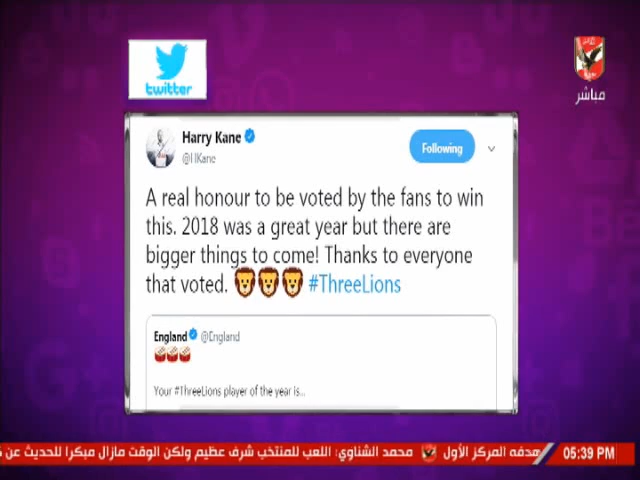 twitter
مباشر
Harry Kane
@HKane
Following
A real honour to be voted by the fans to win
this. 2018 was a great year but there are
bigger things to come! Thanks to everyone
that voted. 🦁🦁🦁 #ThreeLions
England @England
🥁🥁🥁
Your #ThreeLions player of the year is...
هدفه المركز الأول محمد الشناوي: اللعب للمنتخب شرف عظيم ولكن الوقت مازال مبكرا للحديث عن
05:39 PM